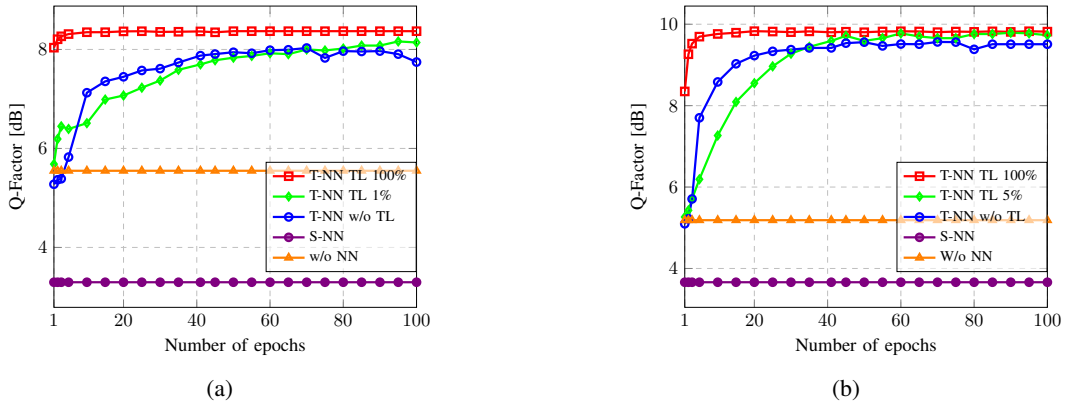 8
6
4
Q-Factor [dB]
T-NN TL 100%
T-NN TL 1%
T-NN w/o TL
S-NN
w/o NN
1 20 40 60 80 100
Number of epochs
(a)
10
8
6
4
Q-Factor [dB]
T-NN TL 100%
T-NN TL 5%
T-NN w/o TL
S-NN
W/o NN
1 20 40 60 80 100
Number of epochs
(b)